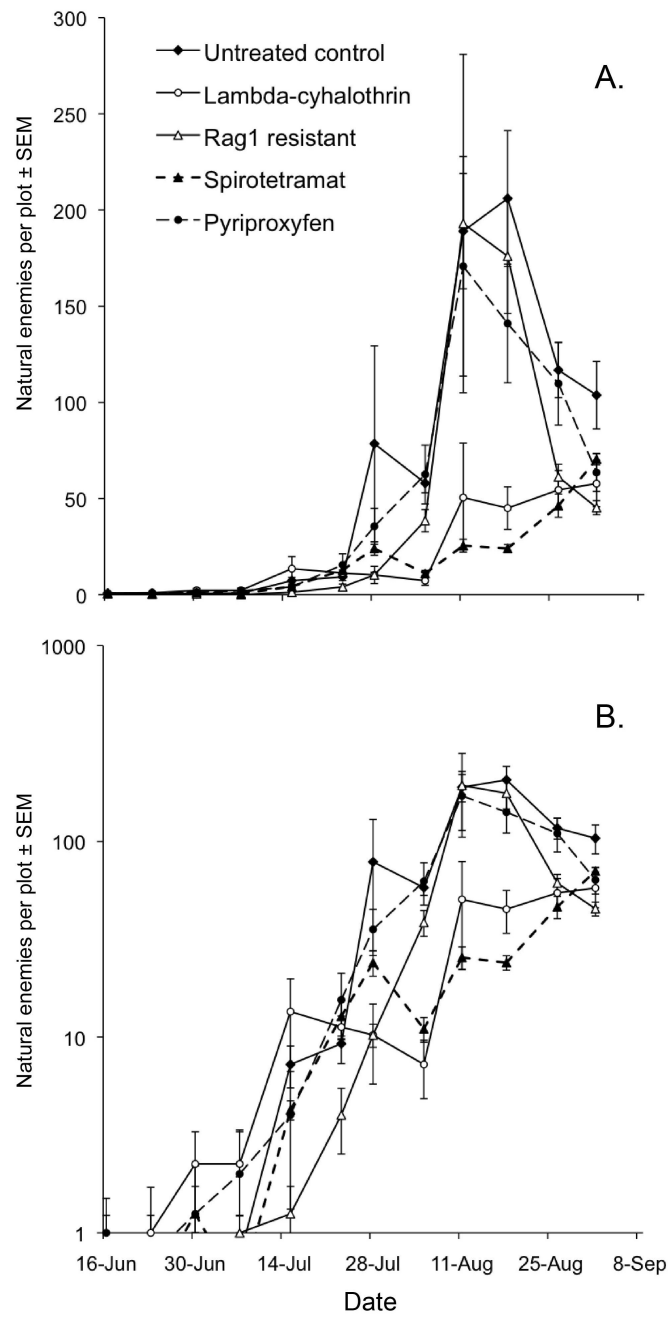 300
250
200
150
100
50
0
Natural enemies per plot ± SEM
Untreated control
Lambda-cyhalothrin
Rag1 resistant
Spirotetramat
Pyriproxyfen
A.
1000
100
10
1
Natural enemies per plot ± SEM
B.
16-Jun 30-Jun 14-Jul 28-Jul 11-Aug 25-Aug 8-Sep
Date